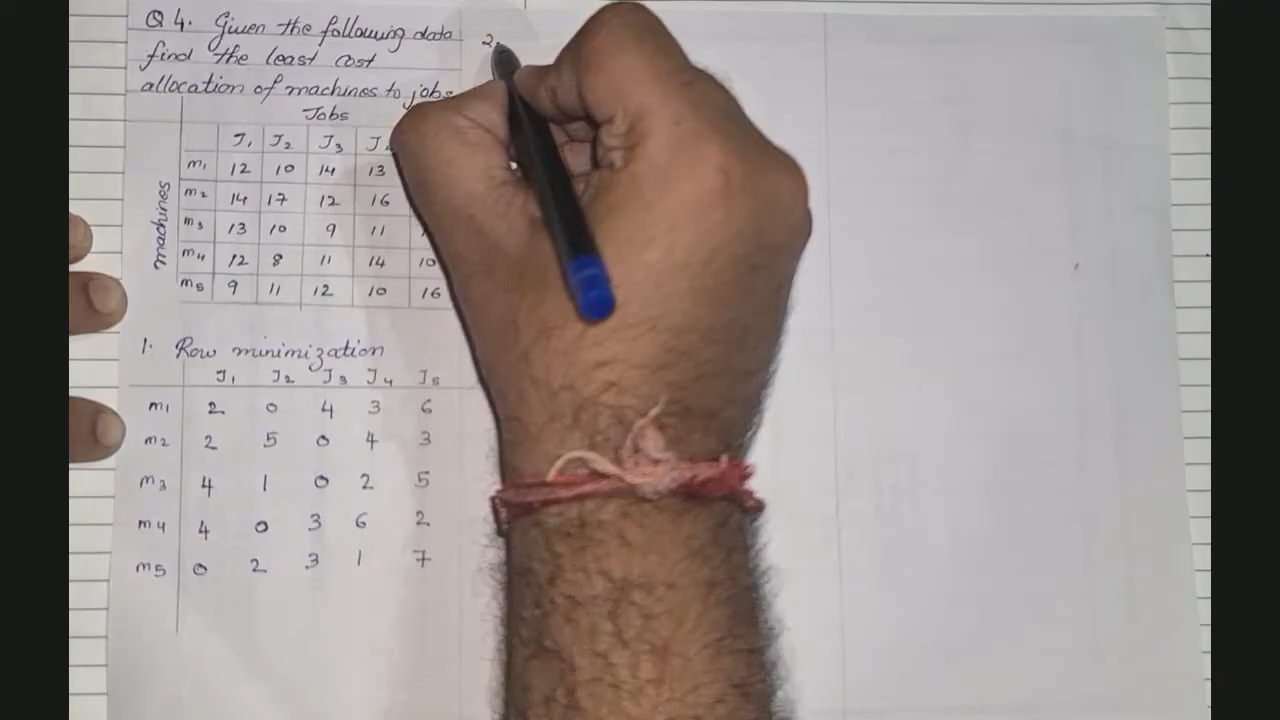 Q 4. Given the following data
find the least cost
allocation of machines to jobs
Jobs
J1 J2 J3
m1 12 10 14 13
m2 14 17 12 16
m3 13 10 9 11
m4 12 8 11 14 10
m5 9 11 12 10 16
machines
1. Row minimization
J1 J2 J3 J4 J5
m1 2 0 4 3 6
m2 2 5 0 4 3
m3 4 1 0 2 5
m4 4 0 3 6 2
m5 0 2 3 1 7
2